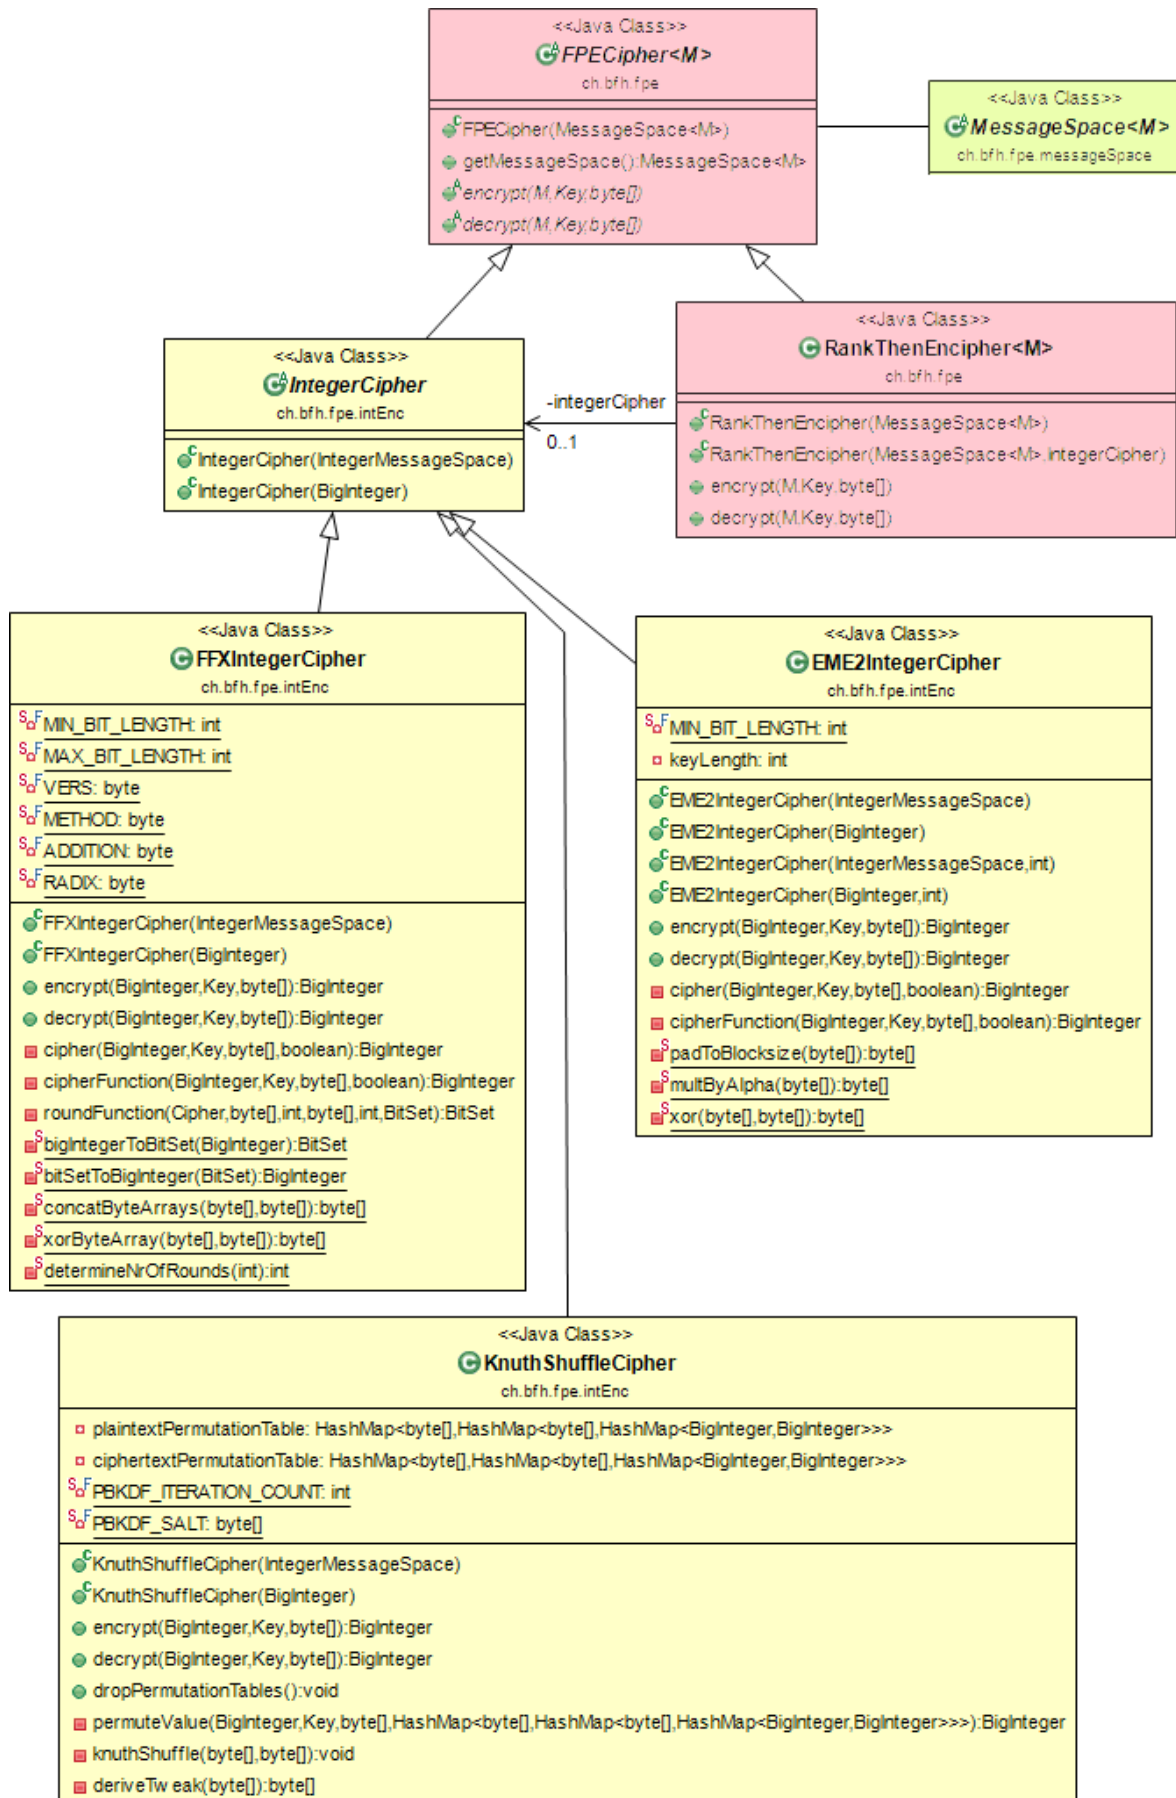 <<Java Class>>
FPECipher<M>
ch.bfh.fpe
FPECipher(MessageSpace<M>)
getMessageSpace():MessageSpace<M>
encrypt(M,Key,byte[])
decrypt(M,Key,byte[])
<<Java Class>>
MessageSpace<M>
ch.bfh.fpe.messageSpace
<<Java Class>>
IntegerCipher
ch.bfh.fpe.intEnc
IntegerCipher(IntegerMessageSpace)
IntegerCipher(BigInteger)
-integerCipher
0..1
<<Java Class>>
RankThenEncipher<M>
ch.bfh.fpe
RankThenEncipher(MessageSpace<M>)
RankThenEncipher(MessageSpace<M>.IntegerCipher)
encrypt(M.Key.byte[])
decrypt(M.Key.byte[])
<<Java Class>>
FFXIntegerCipher
ch.bfh.fpe.intEnc
MIN_BIT_LENGTH: int
MAX_BIT_LENGTH: int
VERS: byte
METHOD: byte
ADDITION: byte
RADIX: byte
FFXIntegerCipher(IntegerMessageSpace)
FFXIntegerCipher(BigInteger)
encrypt(BigInteger,Key,byte[]):BigInteger
decrypt(BigInteger,Key,byte[]):BigInteger
cipher(BigInteger,Key,byte[],boolean):BigInteger
cipherFunction(BigInteger,Key,byte[],boolean):BigInteger
roundFunction(Cipher,byte[],int,byte[],int,BitSet):BitSet
bigIntegerToBitSet(BigInteger):BitSet
bitSetToBigInteger(BitSet):BigInteger
concatByteArrays(byte[],byte[]):byte[]
xorByteArray(byte[],byte[]):byte[]
determineNrOfRounds(int):int
<<Java Class>>
EME2IntegerCipher
ch.bfh.fpe.intEnc
MIN_BIT_LENGTH: int
keyLength: int
EME2IntegerCipher(IntegerMessageSpace)
EME2IntegerCipher(BigInteger)
EME2IntegerCipher(IntegerMessageSpace,int)
EME2IntegerCipher(BigInteger,int)
encrypt(BigInteger,Key,byte[]):BigInteger
decrypt(BigInteger,Key,byte[]):BigInteger
cipher(BigInteger,Key,byte[],boolean):BigInteger
cipherFunction(BigInteger,Key,byte[],boolean):BigInteger
padToBlocksize(byte[]):byte[]
multByAlpha(byte[]):byte[]
xor(byte[],byte[]):byte[]
<<Java Class>>
KnuthShuffleCipher
ch.bfh.fpe.intEnc
plaintextPermutationTable: HashMap<byte[],HashMap<byte[],HashMap<BigInteger,BigInteger>>>
ciphertextPermutationTable: HashMap<byte[],HashMap<byte[],HashMap<BigInteger,BigInteger>>>
PBKDF_ITERATION_COUNT: int
PBKDF_SALT: byte[]
KnuthShuffleCipher(IntegerMessageSpace)
KnuthShuffleCipher(BigInteger)
encrypt(BigInteger,Key,byte[]):BigInteger
decrypt(BigInteger,Key,byte[]):BigInteger
dropPermutationTables():void
permuteValue(BigInteger,Key,byte[],HashMap<byte[],HashMap<byte[],HashMap<BigInteger,BigInteger>>>):BigInteger
knuthShuffle(byte[],byte[]):void
deriveTweak(byte[]):byte[]